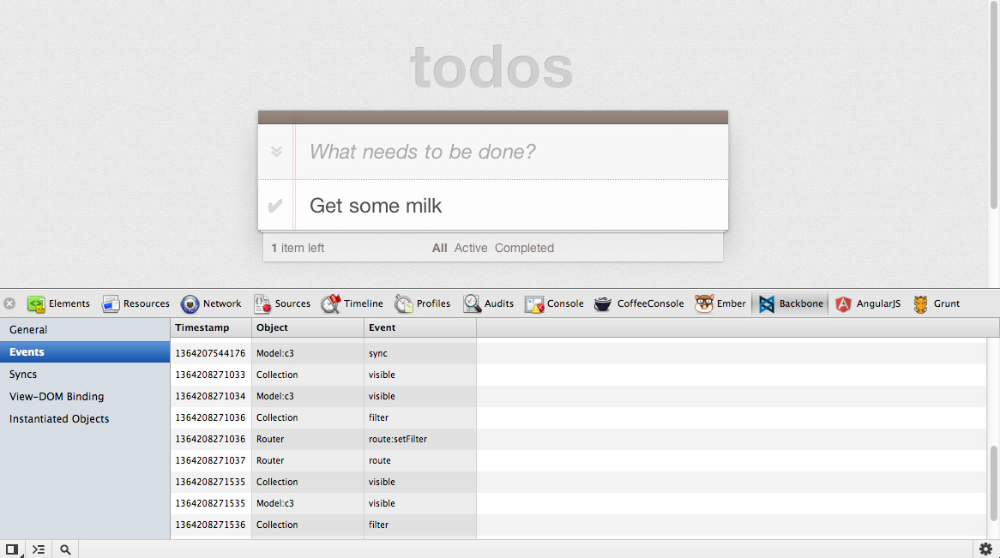 todos
What needs to be done?
Get some milk
1 item left All Active Completed
Elements Resources Network Sources Timeline Profiles Audits Console CoffeeConsole Ember Backbone AngularJS Grunt
General
Events
Syncs
View-DOM Binding
Instantiated Objects
Timestamp Object Event
1364207544176 Model:c3 sync
1364208271033 Collection visible
1364208271034 Model:c3 visible
1364208271036 Collection filter
1364208271036 Router route:setFilter
1364208271037 Router route
1364208271535 Collection visible
1364208271535 Model:c3 visible
1364208271536 Collection filter